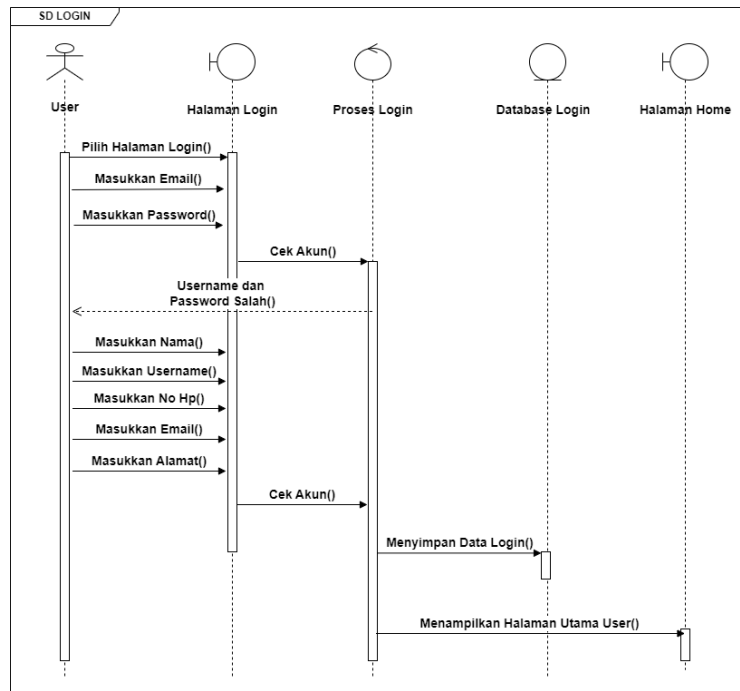 SD LOGIN
User
Halaman Login
Proses Login
Database Login
Halaman Home
Pilih Halaman Login()
Masukkan Email()
Masukkan Password()
Cek Akun()
Username dan
Password Salah()
Masukkan Nama()
Masukkan Username()
Masukkan No Hp()
Masukkan Email()
Masukkan Alamat()
Cek Akun()
Menyimpan Data Login()
Menampilkan Halaman Utama User()